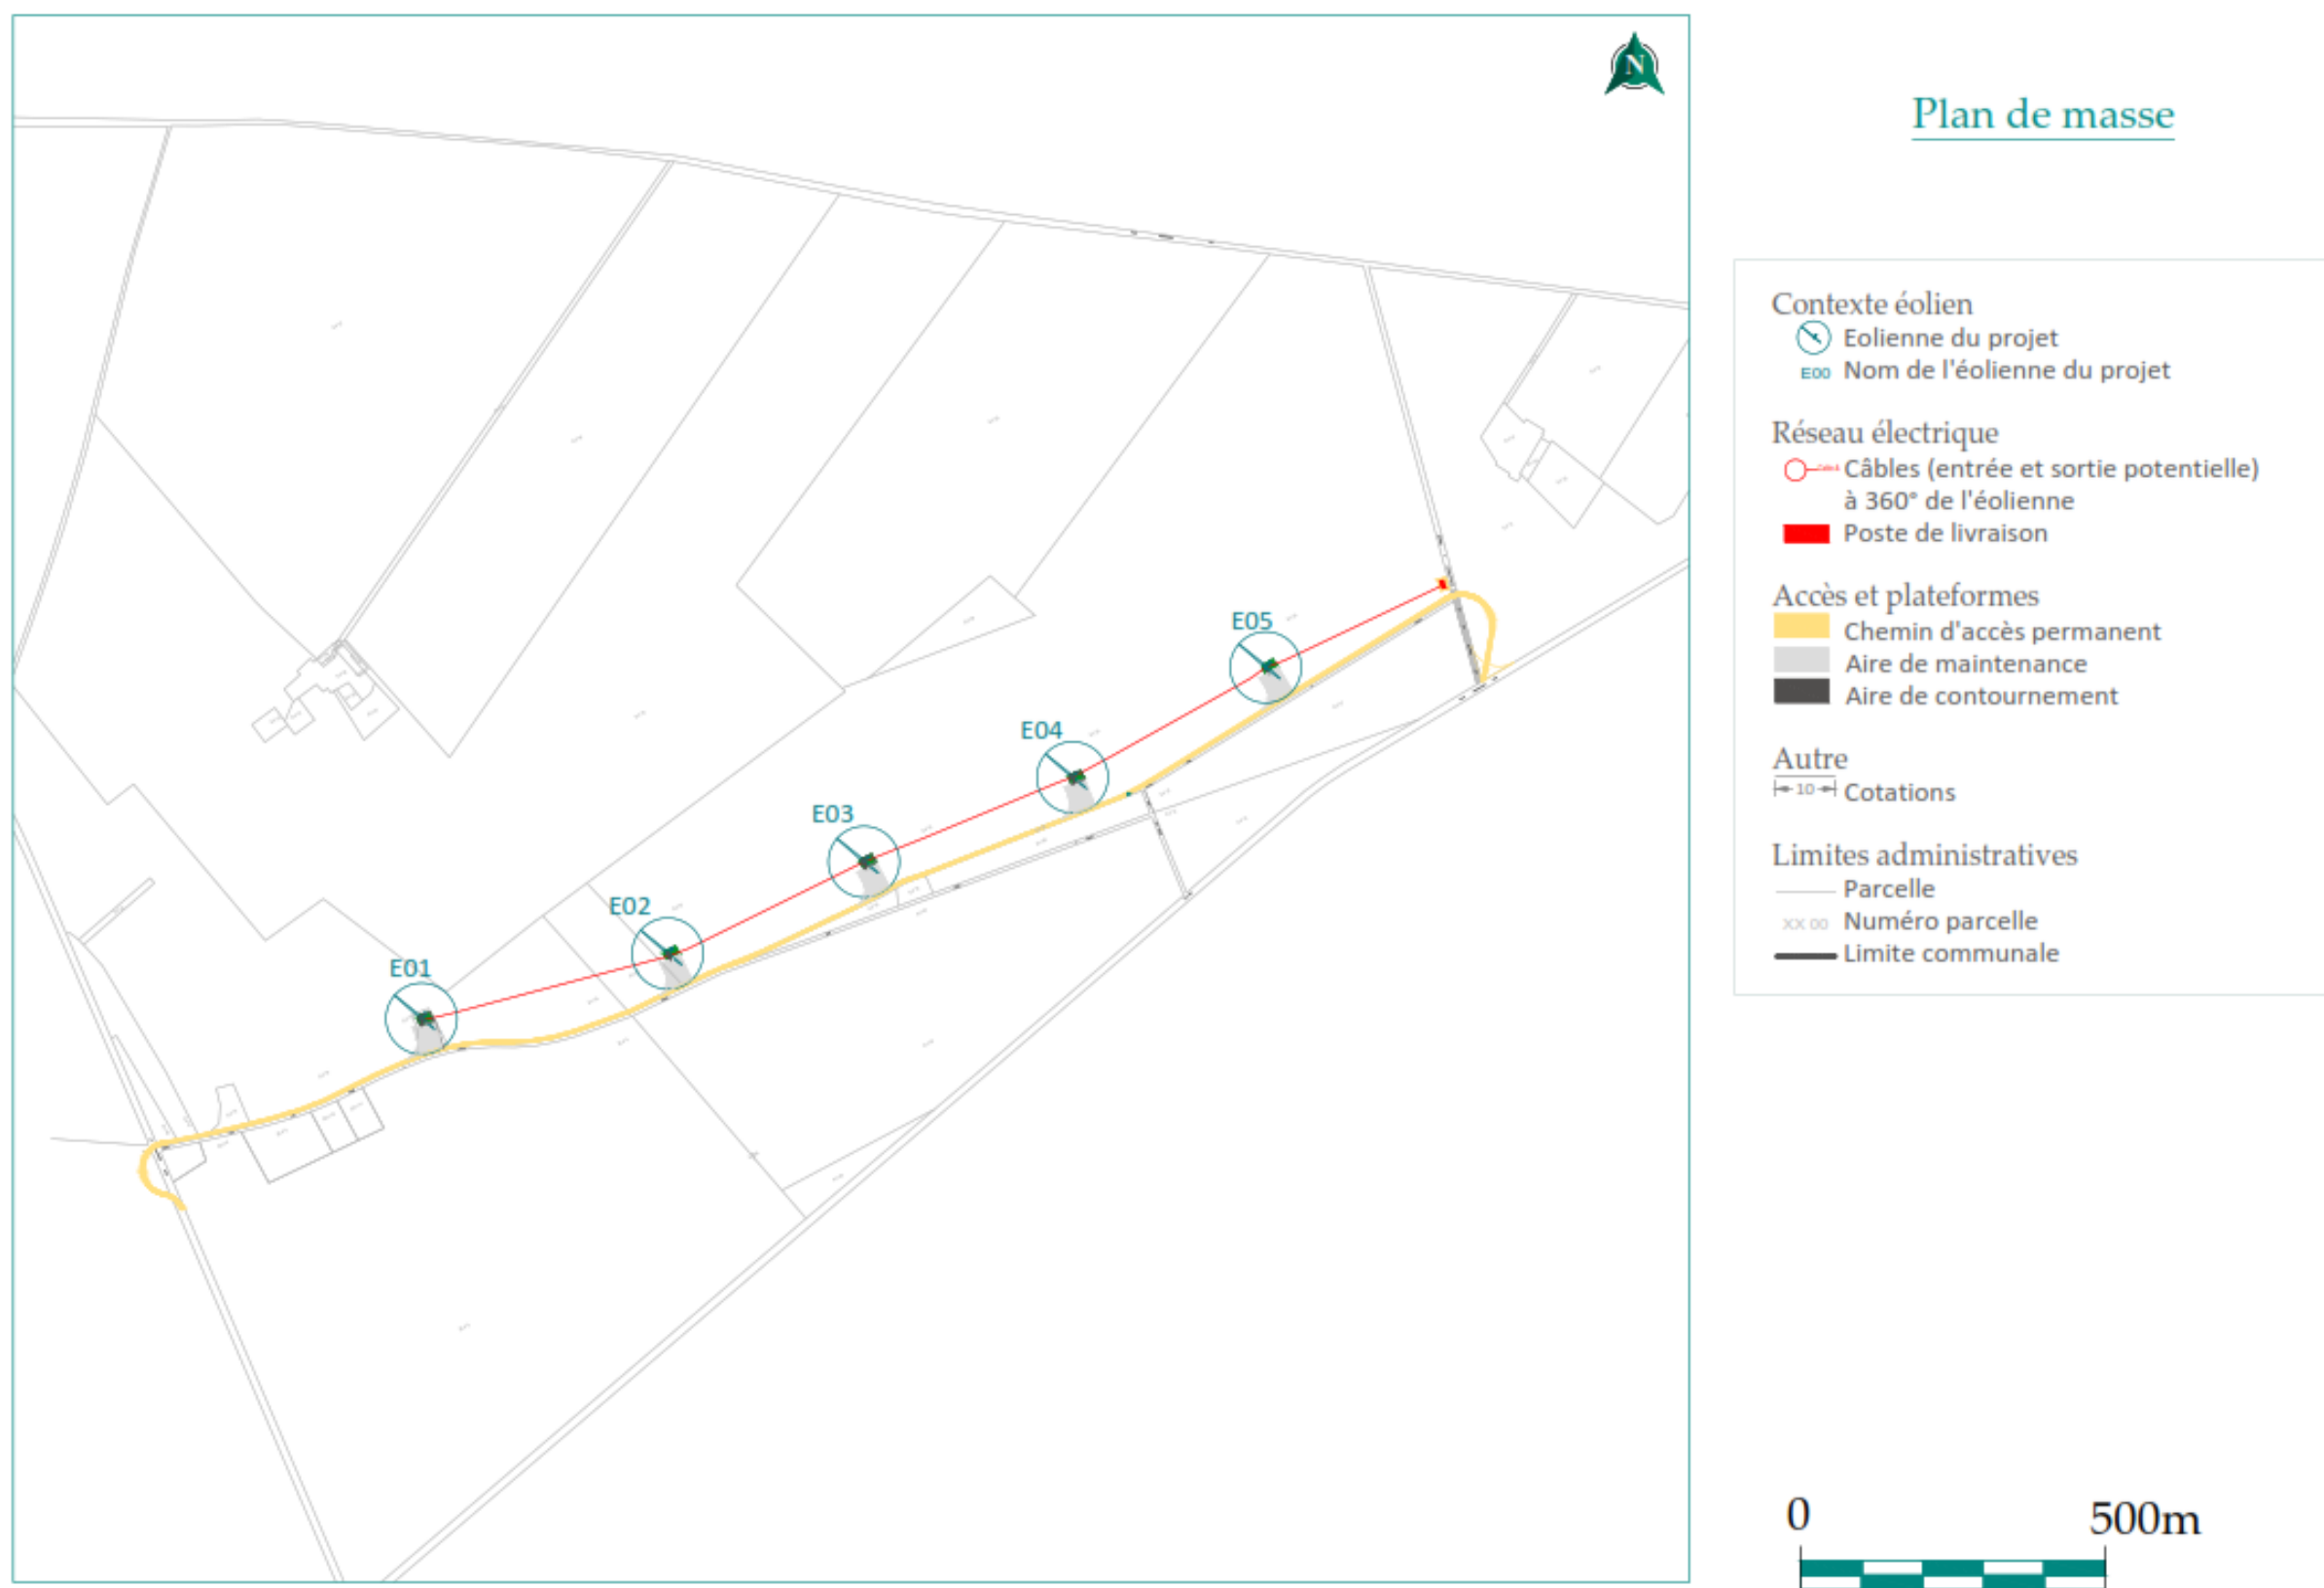 N
Plan de masse
Contexte éolien
Eolienne du projet
E00 Nom de l'éolienne du projet
Réseau électrique
Câbles (entrée et sortie potentielle)
à 360° de l'éolienne
Poste de livraison
Accès et plateformes
Chemin d'accès permanent
Aire de maintenance
Aire de contournement
Autre
10 Cotations
Limites administratives
Parcelle
XX 00 Numéro parcelle
Limite communale
E05
E04
E03
E02
E01
0 500m